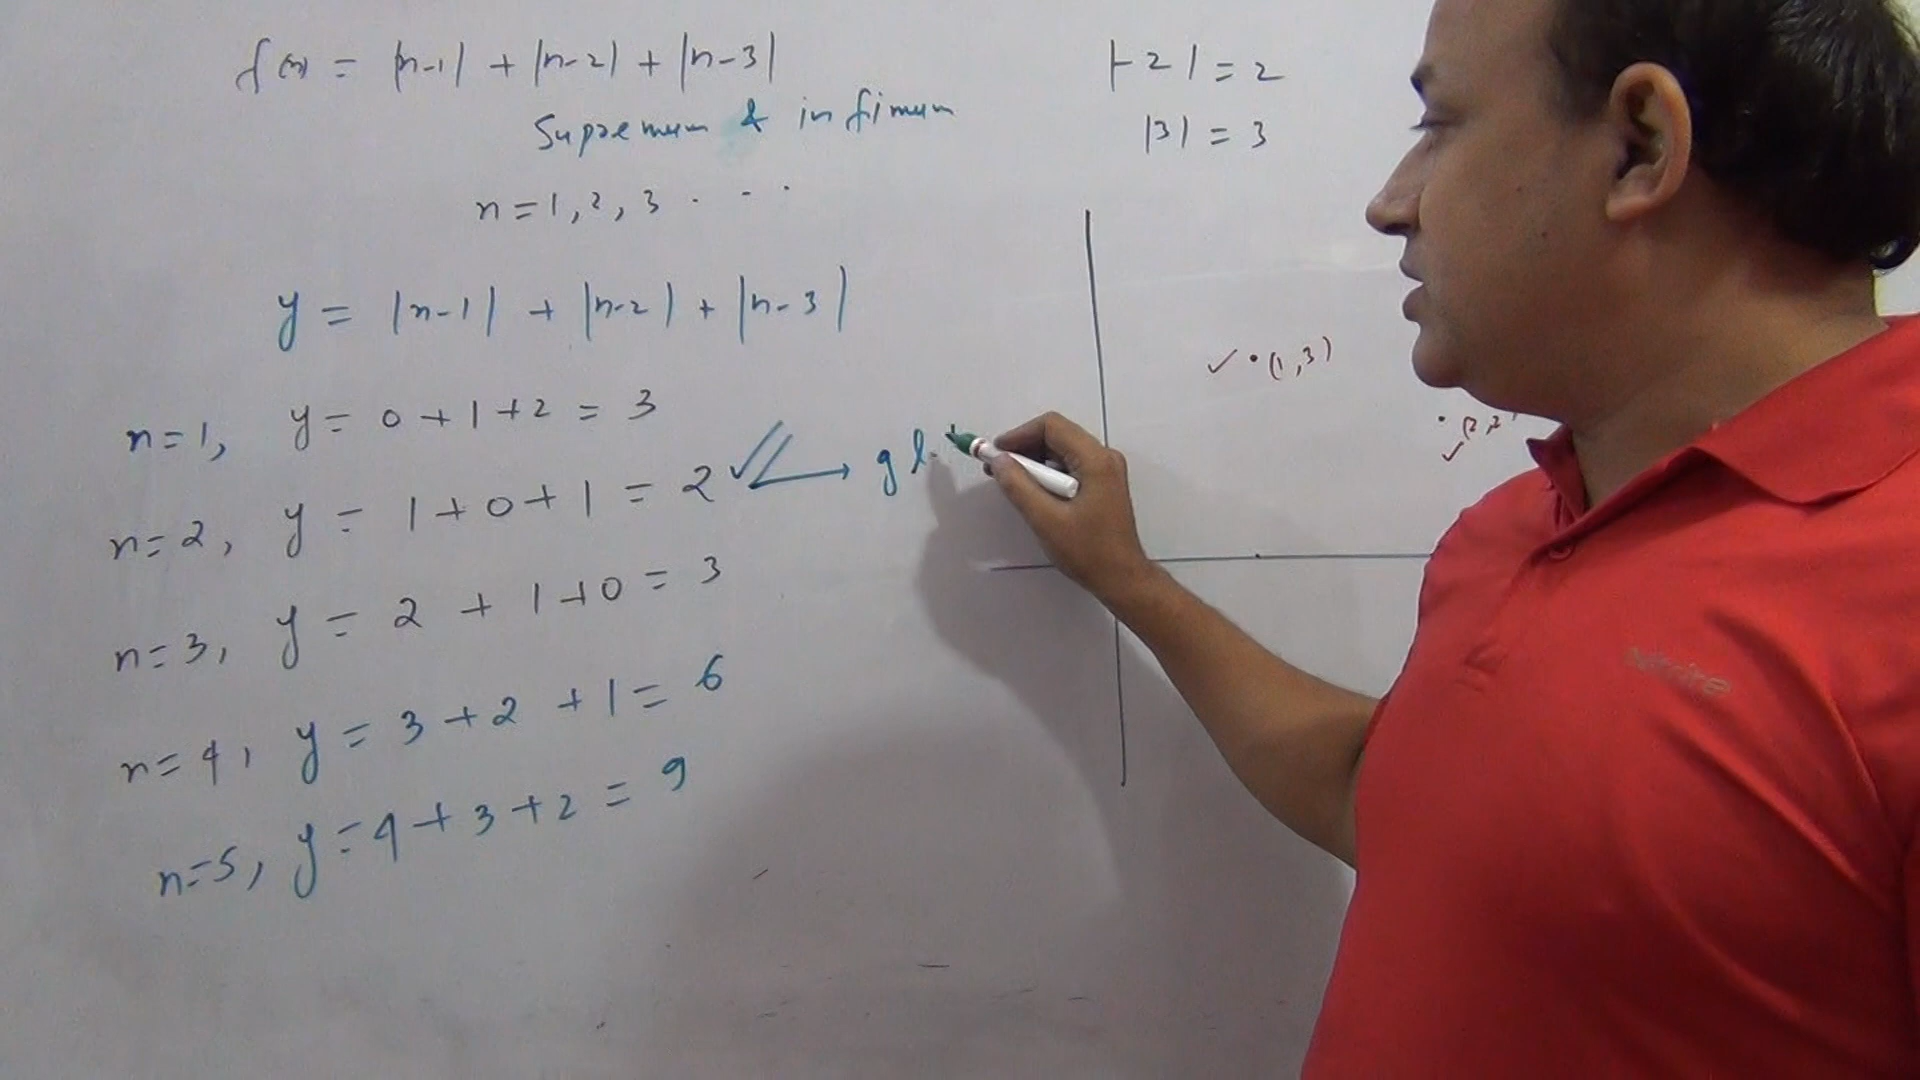 f(n) = |n-1| + |n-2| + |n-3|
Supremum & infimum
n = 1, 2, 3 . - .
y = |n-1| + |n-2| + |n-3|
n=1, y = 0 + 1 + 2 = 3
n=2, y = 1 + 0 + 1 = 2 → g l.
n=3, y = 2 + 1 + 0 = 3
n=4, y = 3 + 2 + 1 = 6
n=5, y = 4 + 3 + 2 = 9
|-2| = 2
|3| = 3
✓ • (1,3)
• (2,2
✓